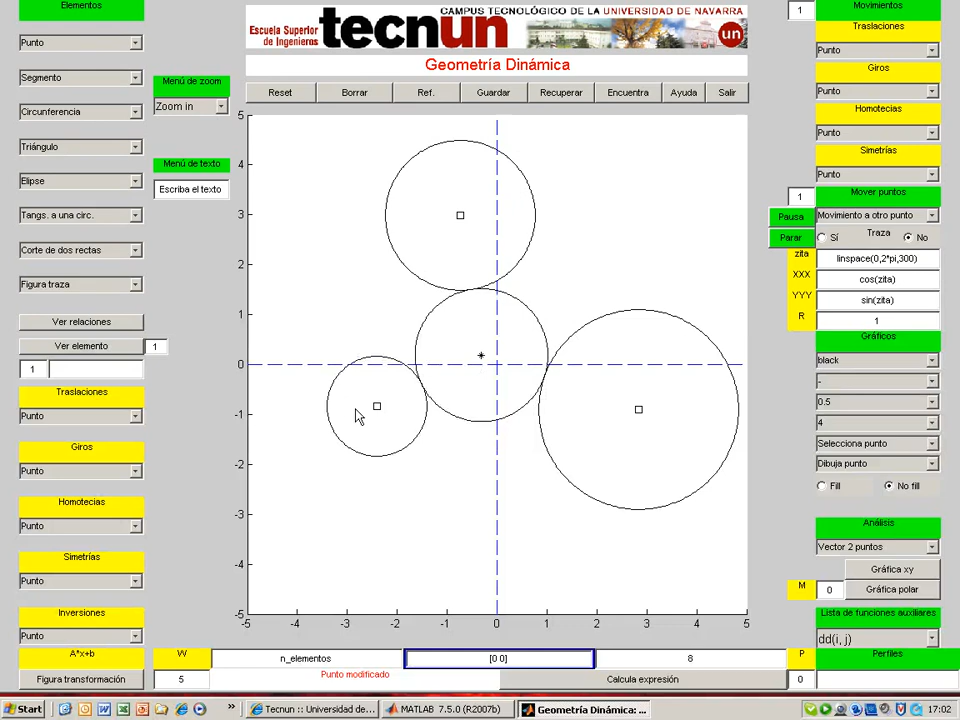 Elementos
Punto
Segmento
Circunferencia
Triángulo
Elipse
Tangs. a una circ.
Corte de dos rectas
Figura traza
Ver relaciones
Ver elemento
1
1
Traslaciones
Punto
Giros
Punto
Homotecias
Punto
Simetrías
Punto
Inversiones
Punto
A*x+b
Figura transformación
Menú de zoom
Zoom in
Menú de texto
Escriba el texto
CAMPUS TECNOLÓGICO DE LA UNIVERSIDAD DE NAVARRA
Escuela Superior
de Ingenieros
tecnun
un
Geometría Dinámica
Reset
Borrar
Ref.
Guardar
Recuperar
Encuentra
Ayuda
Salir
5
4
3
2
1
0
-1
-2
-3
-4
-5
-5
-4
-3
-2
-1
0
1
2
3
4
5
W
5
n_elementos
[0 0]
8
Punto modificado
Calcula expresión
P
0
1
Movimientos
Traslaciones
Punto
Giros
Punto
Homotecias
Punto
Simetrías
Punto
1
Mover puntos
Pausa
Movimiento a otro punto
Parar
Sí
Traza
No
zita
linspace(0,2*pi,300)
XXX
cos(zita)
YYY
sin(zita)
R
1
Gráficos
black
-
0.5
4
Selecciona punto
Dibuja punto
Fill
No fill
Análisis
Vector 2 puntos
Gráfica xy
M
0
Gráfica polar
Lista de funciones auxiliares
dd(i, j)
Perfiles
Start
»
Tecnun :: Universidad de...
MATLAB 7.5.0 (R2007b)
Geometría Dinámica: ...
17:02